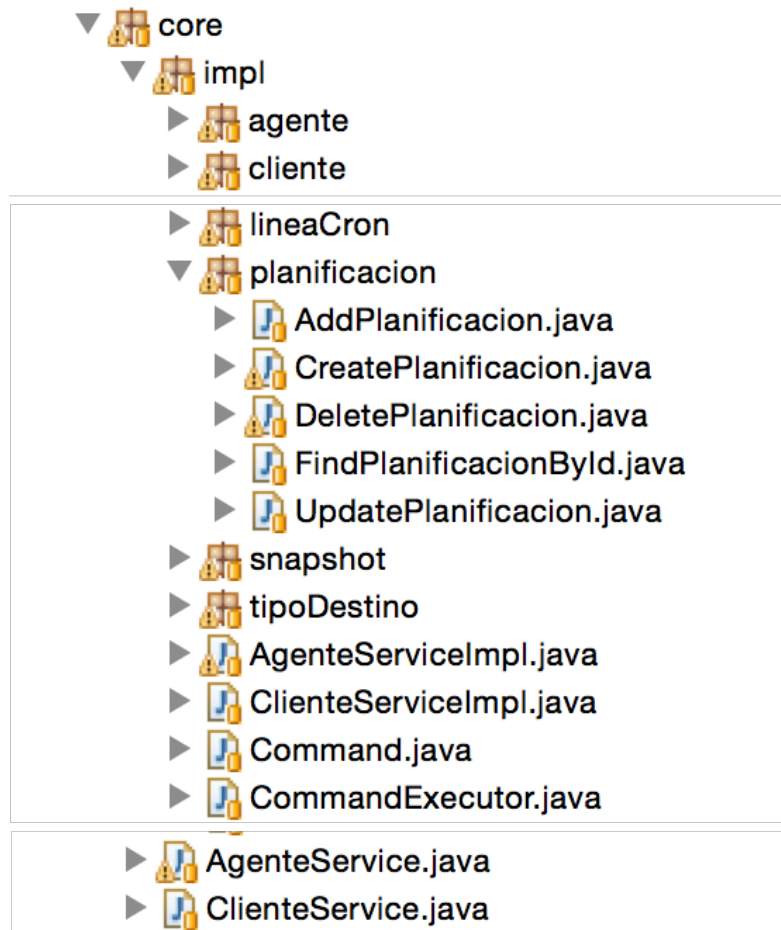 core
impl
agente
cliente
lineaCron
planificacion
AddPlanificacion.java
CreatePlanificacion.java
DeletePlanificacion.java
FindPlanificacionById.java
UpdatePlanificacion.java
snapshot
tipoDestino
AgenteServiceImpl.java
ClienteServiceImpl.java
Command.java
CommandExecutor.java
AgenteService.java
ClienteService.java